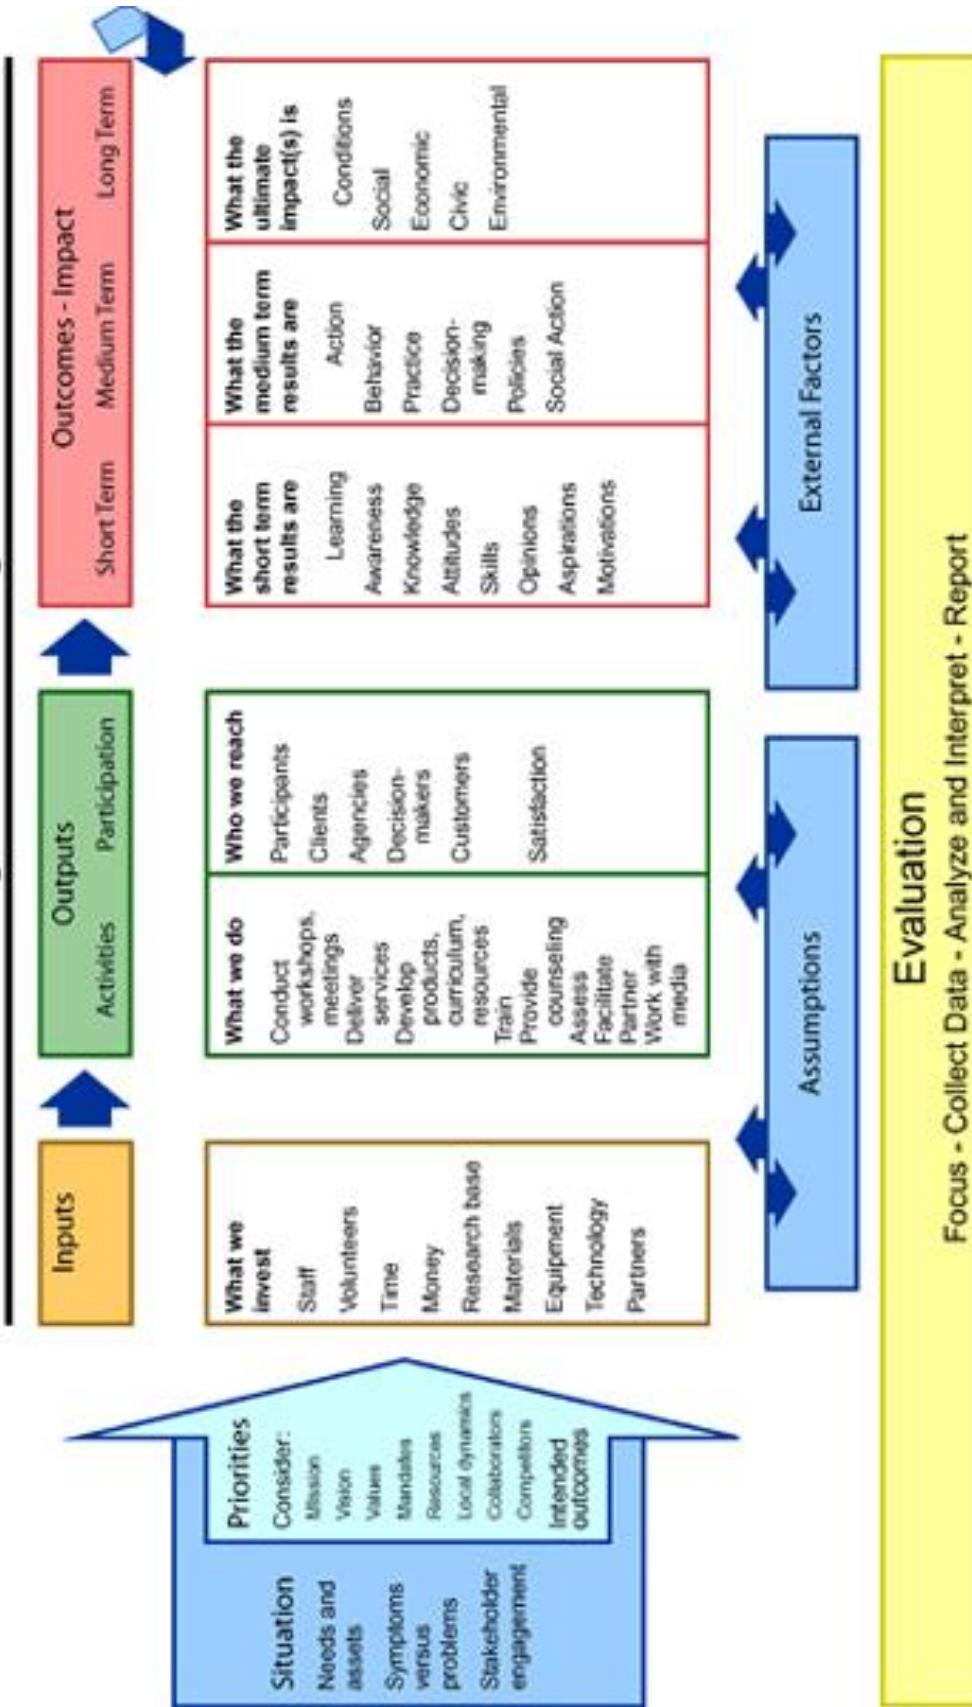 Inputs
Outputs
Activities Participation
Outcomes - Impact
Short Term Medium Term Long Term
Situation
Needs and
assets
Symptoms
versus
problems
Stakeholder
engagement
Priorities
Consider:
Mission
Vision
Values
Mandates
Resources
Local dynamics
Collaborators
Competitors
Intended
outcomes
What we
invest
Staff
Volunteers
Time
Money
Research base
Materials
Equipment
Technology
Partners
What we do
Conduct
workshops,
meetings
Deliver
services
Develop
products,
curriculum,
resources
Train
Provide
counseling
Assess
Facilitate
Partner
Work with
media
Who we reach
Participants
Clients
Agencies
Decision-
makers
Customers
Satisfaction
What the
short term
results are
Learning
Awareness
Knowledge
Attitudes
Skills
Opinions
Aspirations
Motivations
What the
medium term
results are
Action
Behavior
Practice
Decision-
making
Policies
Social Action
What the
ultimate
impact(s) is
Conditions
Social
Economic
Civic
Environmental
Assumptions
External Factors
Evaluation
Focus - Collect Data - Analyze and Interpret - Report